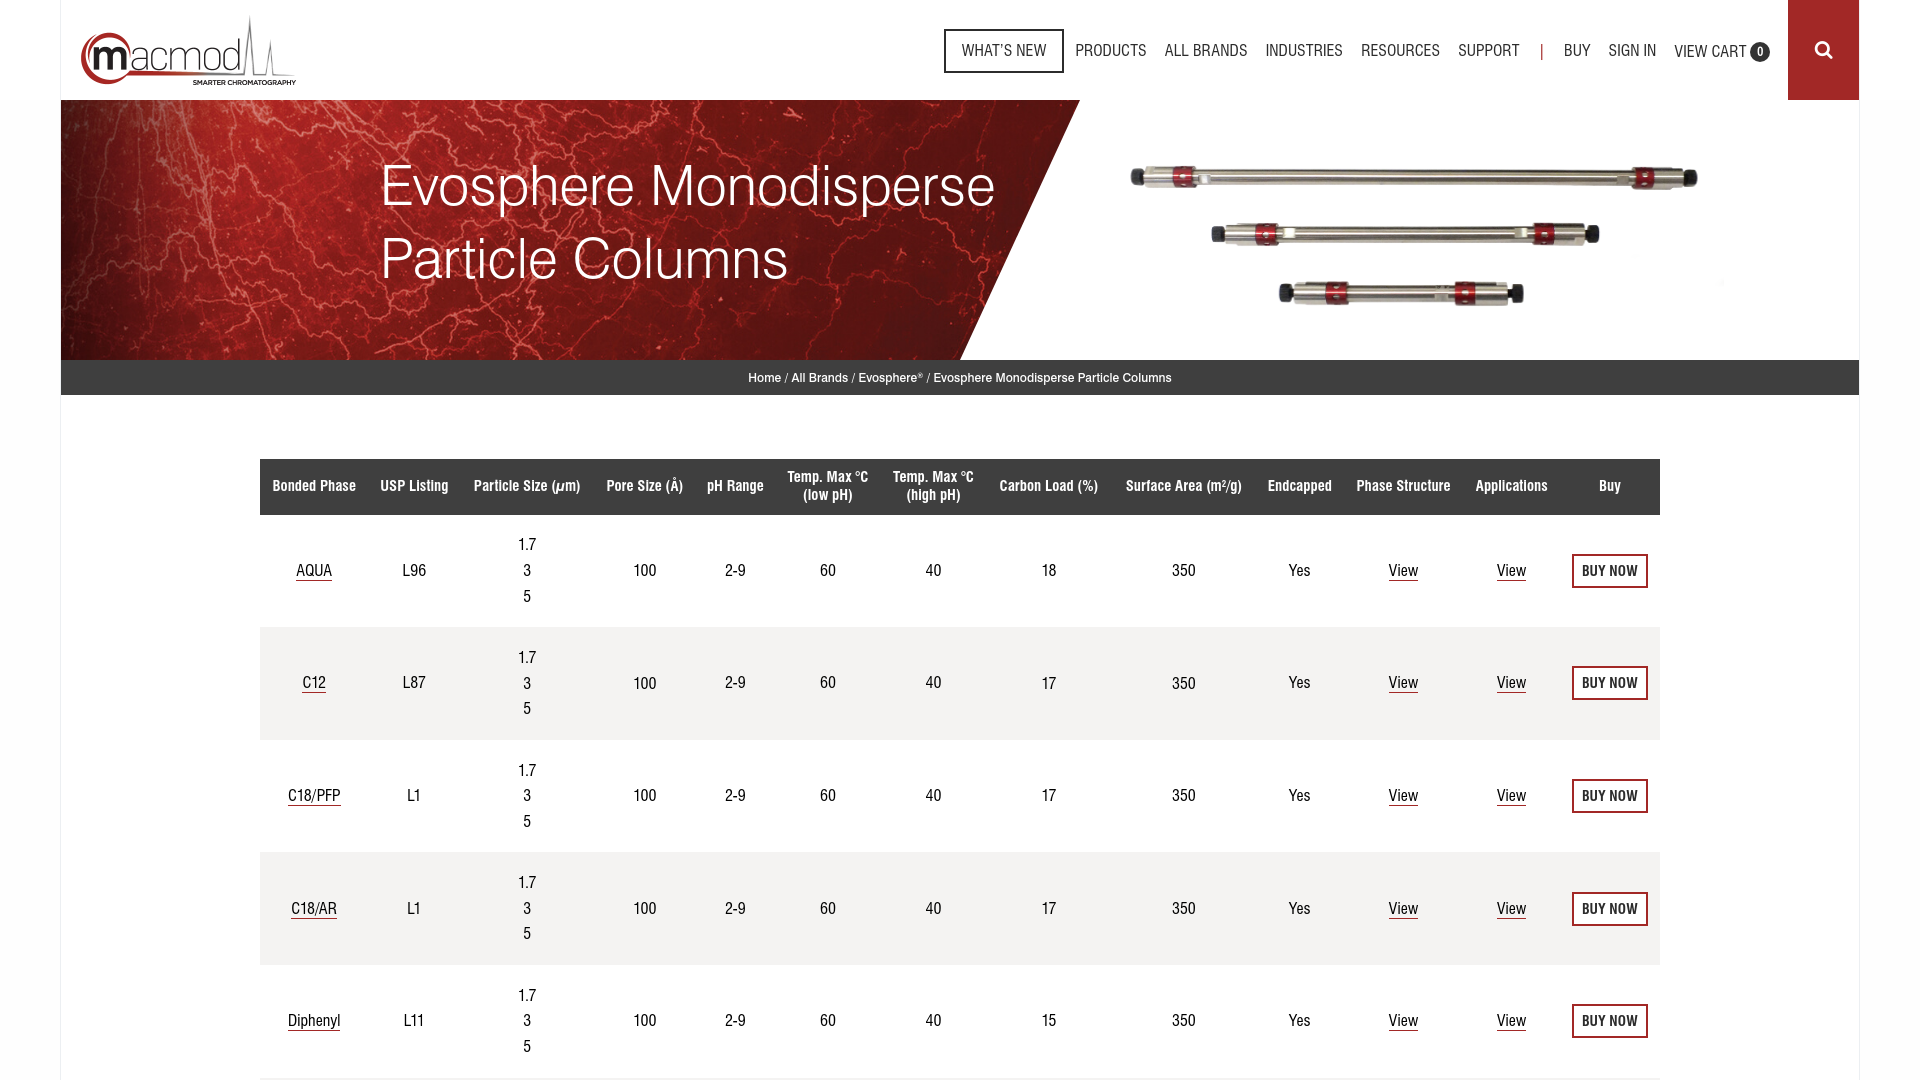 macmod
SMARTER CHROMATOGRAPHY
WHAT'S NEW PRODUCTS ALL BRANDS INDUSTRIES RESOURCES SUPPORT | BUY SIGN IN VIEW CART 0
Evosphere Monodisperse
Particle Columns
Home / All Brands / Evosphere® / Evosphere Monodisperse Particle Columns
Bonded Phase USP Listing Particle Size (µm) Pore Size (Å) pH Range Temp. Max °C (low pH) Temp. Max °C (high pH) Carbon Load (%) Surface Area (m²/g) Endcapped Phase Structure Applications Buy
AQUA L96 1.7 3 5 100 2-9 60 40 18 350 Yes View View BUY NOW
C12 L87 1.7 3 5 100 2-9 60 40 17 350 Yes View View BUY NOW
C18/PFP L1 1.7 3 5 100 2-9 60 40 17 350 Yes View View BUY NOW
C18/AR L1 1.7 3 5 100 2-9 60 40 17 350 Yes View View BUY NOW
Diphenyl L11 1.7 3 5 100 2-9 60 40 15 350 Yes View View BUY NOW